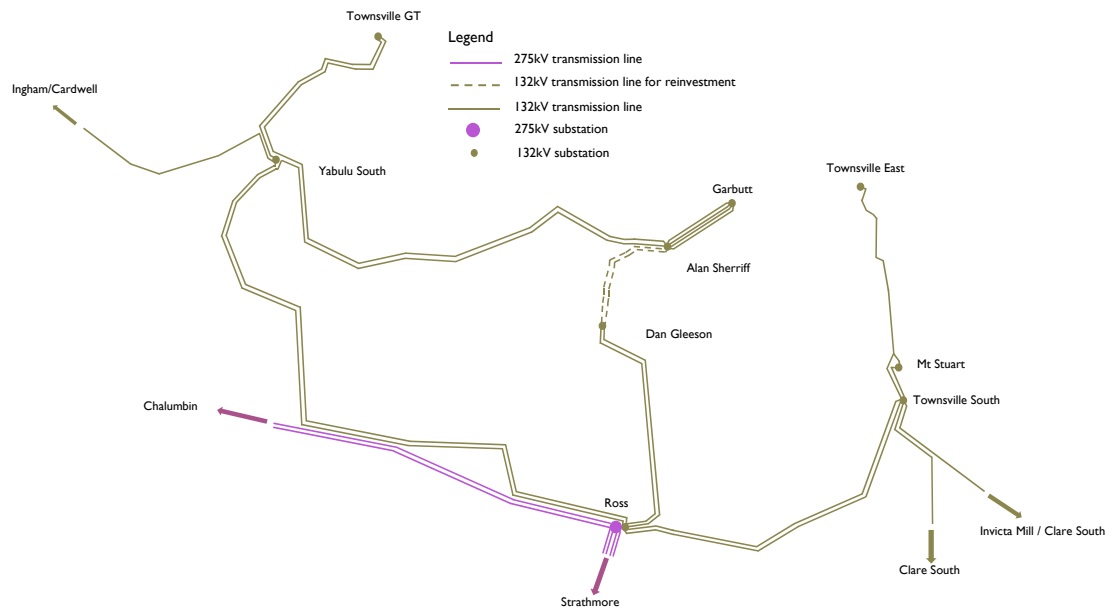 Townsville GT
Legend
275kV transmission line
132kV transmission line for reinvestment
132kV transmission line
275kV substation
132kV substation
Ingham/Cardwell
Yabulu South
Garbutt
Townsville East
Alan Sherriff
Dan Gleeson
Mt Stuart
Townsville South
Chalumbin
Ross
Invicta Mill / Clare South
Clare South
Strathmore